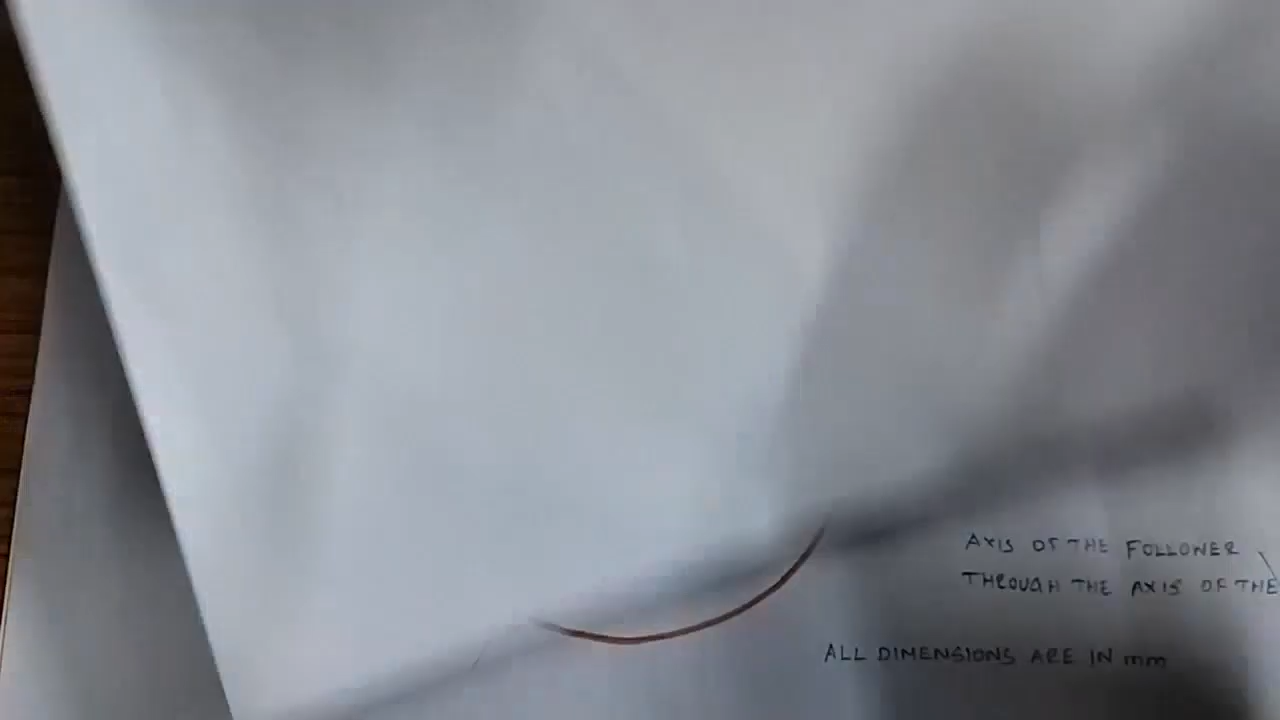 AXIS OF THE FOLLOWER
THROUGH THE AXIS OF THE
ALL DIMENSIONS ARE IN mm